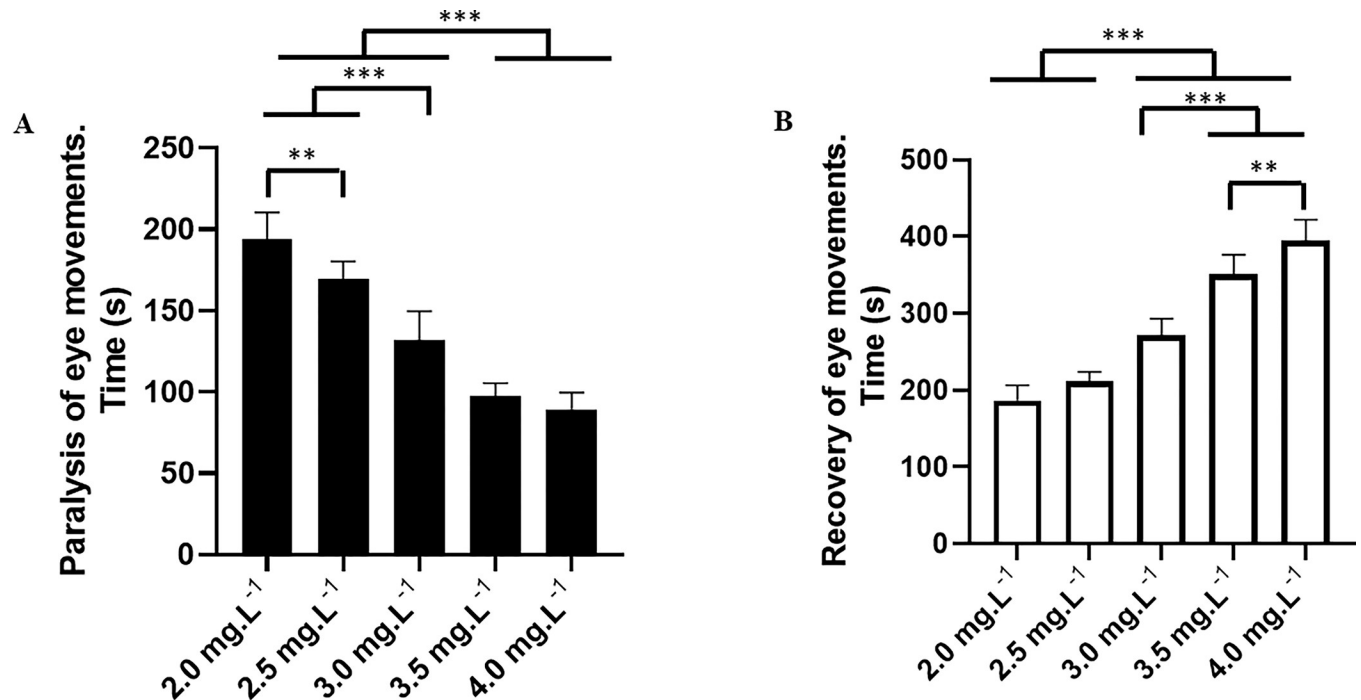 A
***
***
**
Paralysis of eye movements.
Time (s)
250
200
150
100
50
0
2.0 mg.L⁻¹
2.5 mg.L⁻¹
3.0 mg.L⁻¹
3.5 mg.L⁻¹
4.0 mg.L⁻¹
B
***
***
**
Recovery of eye movements.
Time (s)
500
400
300
200
100
0
2.0 mg.L⁻¹
2.5 mg.L⁻¹
3.0 mg.L⁻¹
3.5 mg.L⁻¹
4.0 mg.L⁻¹